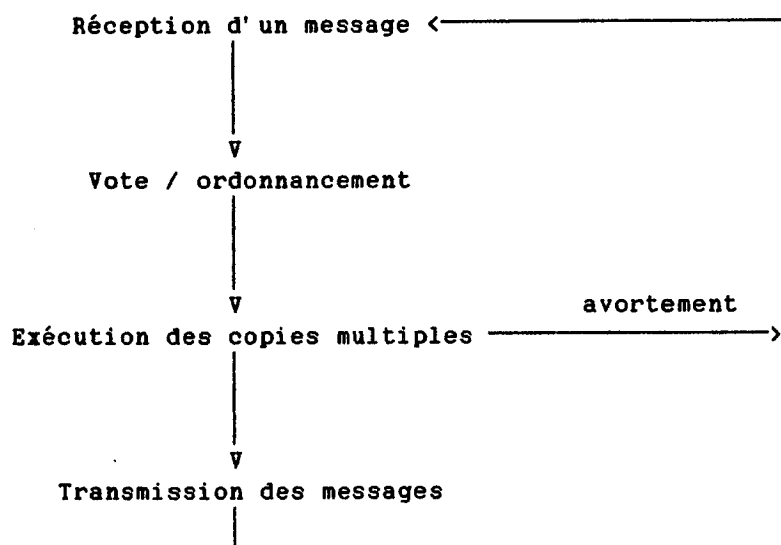 Réception d'un message
Vote / ordonnancement
avortement
Exécution des copies multiples
Transmission des messages